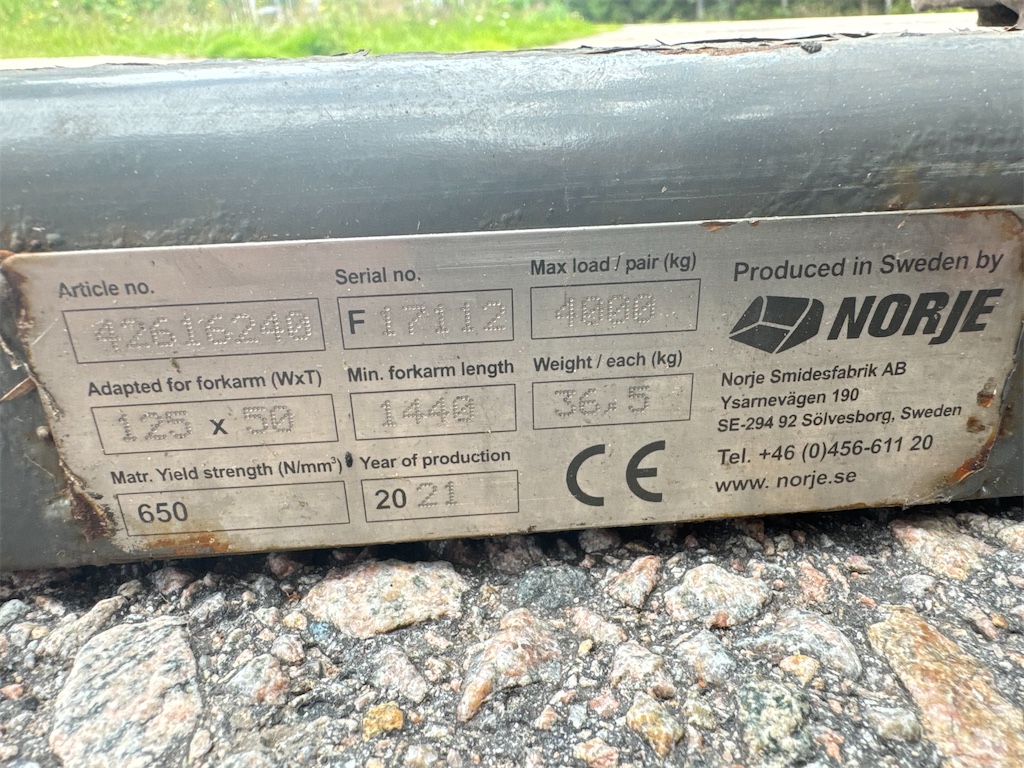 Article no.
42616240
Serial no.
F 17112
Max load / pair (kg)
4000
Adapted for forkarm (WxT)
125 x 50
Min. forkarm length
1440
Weight / each (kg)
36.5
Matr. Yield strength (N/mm³)
650
Year of production
2021
CE
Produced in Sweden by
NORJE
Norje Smidesfabrik AB
Ysarnevägen 190
SE-294 92 Sölvesborg, Sweden
Tel. +46 (0)456-611 20
www. norje.se